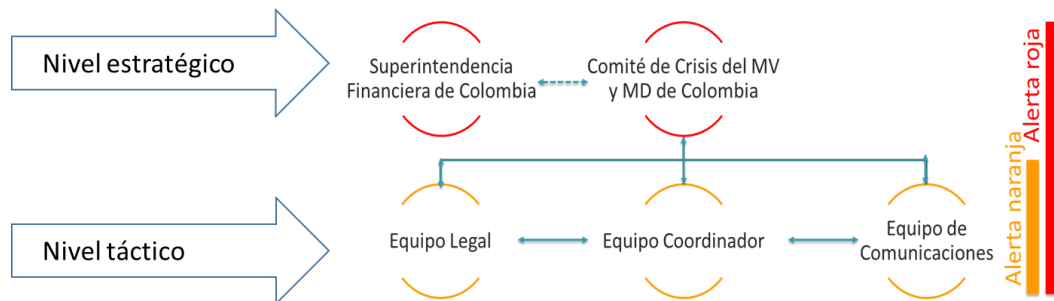 Nivel estratégico
Superintendencia
Financiera de Colombia
Comité de Crisis del MV
y MD de Colombia
Alerta roja
Nivel táctico
Equipo Legal
Equipo Coordinador
Equipo de
Comunicaciones
Alerta naranja